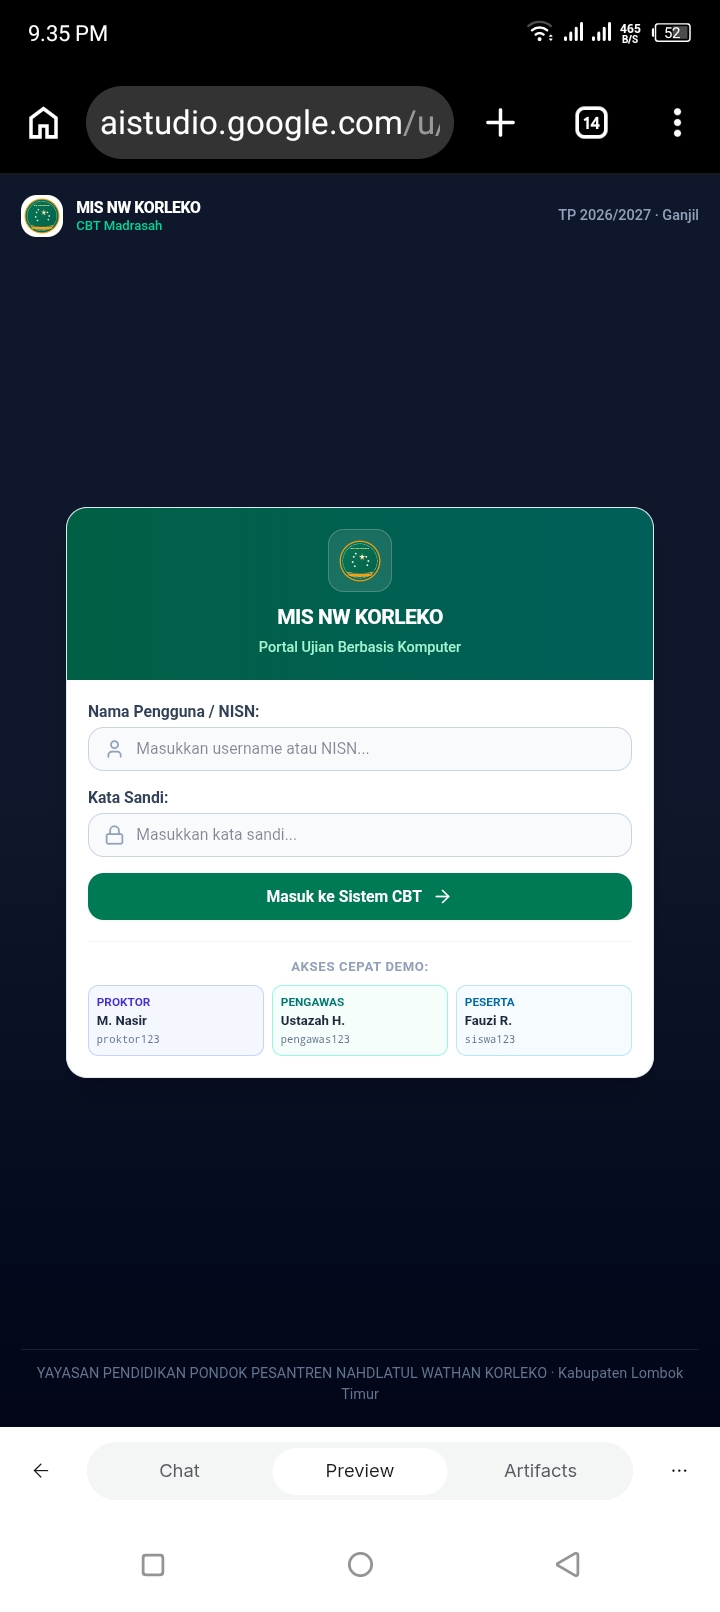 9.35 PM
465
B/S
52
aistudio.google.com/u/
14
MIS NW KORLEKO
CBT Madrasah
TP 2026/2027 · Ganjil
MIS NW KORLEKO
Portal Ujian Berbasis Komputer
Nama Pengguna / NISN:
Masukkan username atau NISN...
Kata Sandi:
Masukkan kata sandi...
Masuk ke Sistem CBT →
AKSES CEPAT DEMO:
PROKTOR
M. Nasir
proktor123
PENGAWAS
Ustazah H.
pengawas123
PESERTA
Fauzi R.
siswa123
YAYASAN PENDIDIKAN PONDOK PESANTREN NAHDLATUL WATHAN KORLEKO · Kabupaten Lombok
Timur
Chat
Preview
Artifacts